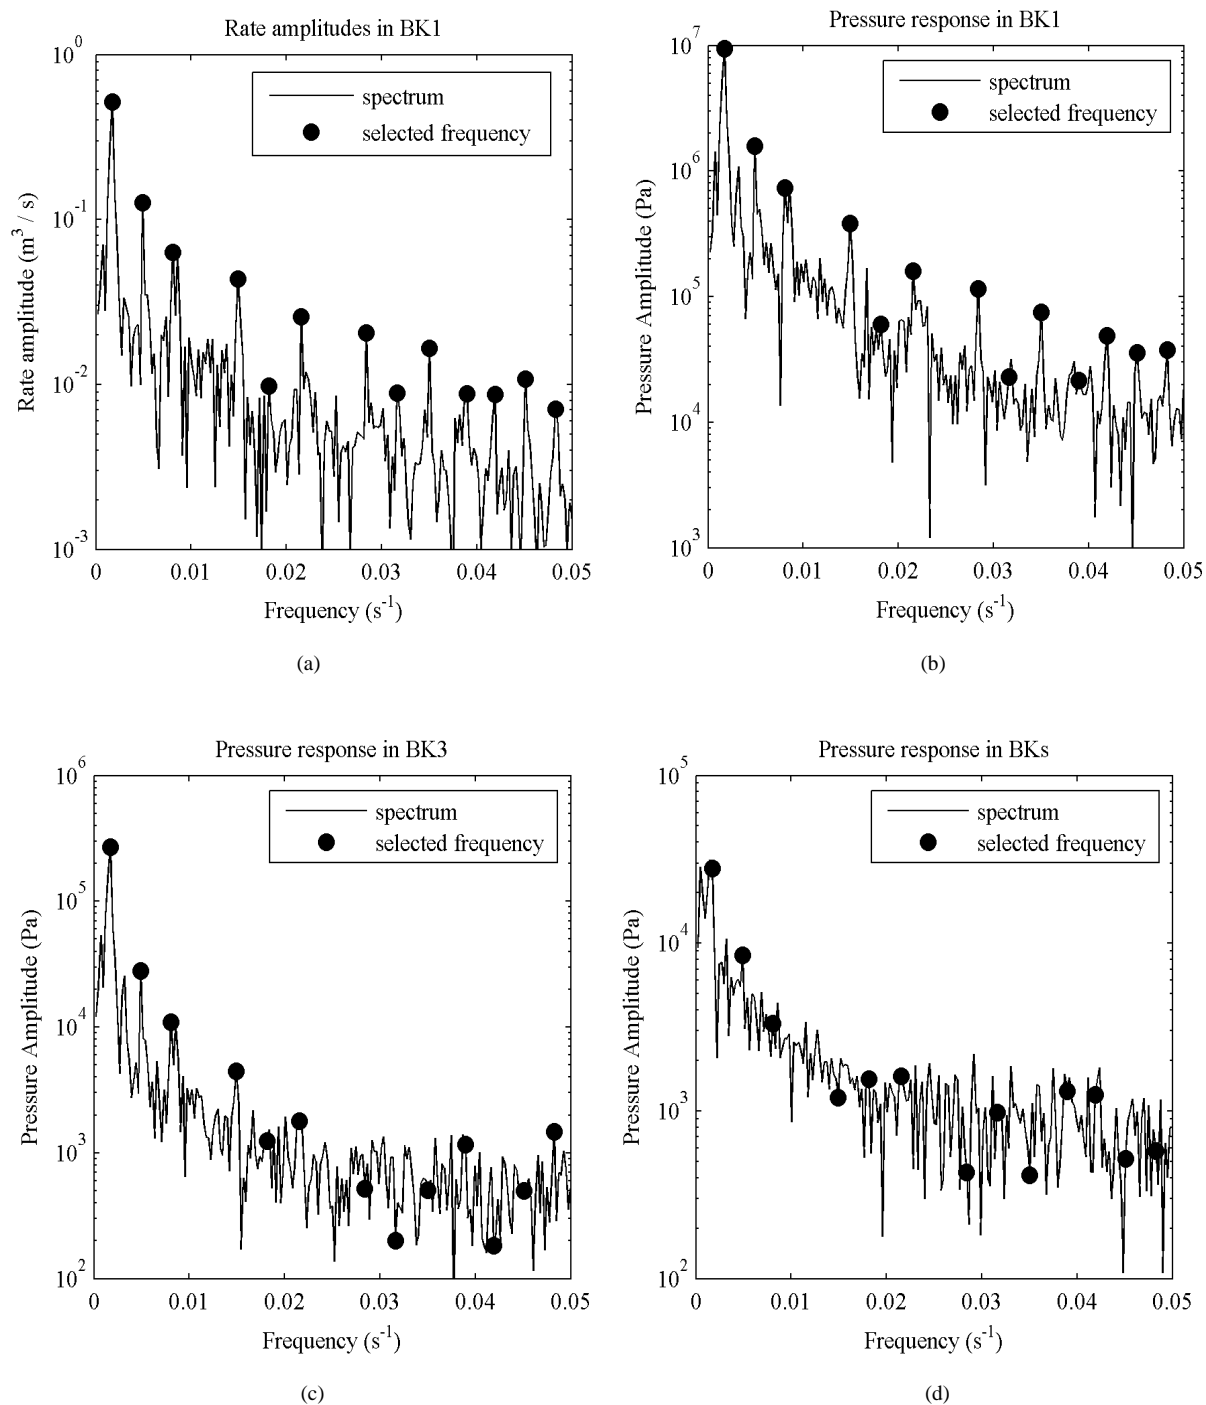 Rate amplitudes in BK1
10^0
10^-1
10^-2
10^-3
Rate amplitude (m^3 / s)
spectrum
selected frequency
0 0.01 0.02 0.03 0.04 0.05
Frequency (s^-1)
(a)
Pressure response in BK1
10^7
10^6
10^5
10^4
10^3
Pressure Amplitude (Pa)
spectrum
selected frequency
0 0.01 0.02 0.03 0.04 0.05
Frequency (s^-1)
(b)
Pressure response in BK3
10^6
10^5
10^4
10^3
10^2
Pressure Amplitude (Pa)
spectrum
selected frequency
0 0.01 0.02 0.03 0.04 0.05
Frequency (s^-1)
(c)
Pressure response in BKs
10^5
10^4
10^3
10^2
Pressure Amplitude (Pa)
spectrum
selected frequency
0 0.01 0.02 0.03 0.04 0.05
Frequency (s^-1)
(d)